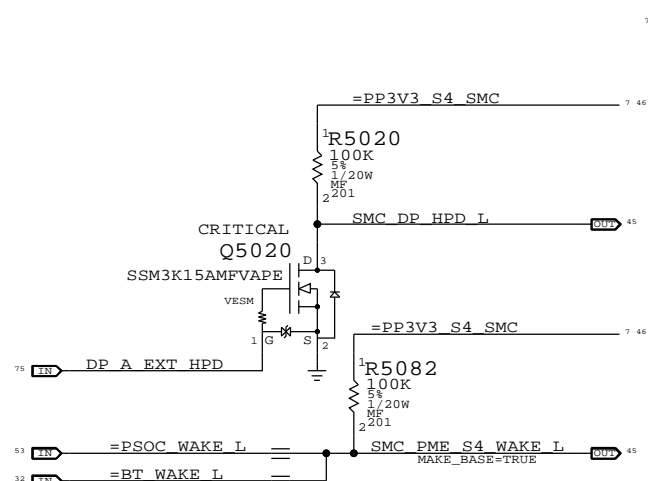 7
=PP3V3_S4_SMC 7 46
1 R5020
100K
5%
1/20W
MF
2 201
SMC_DP_HPD_L OUT 45
CRITICAL
Q5020
D 3
SSM3K15AMFVAPE
VESM
1 G S 2
=PP3V3_S4_SMC 7 46
75 IN DP_A_EXT_HPD
1 R5082
100K
5%
1/20W
MF
2 201
53 IN =PSOC_WAKE_L SMC_PME_S4_WAKE_L OUT 45
MAKE_BASE=TRUE
32 IN =BT_WAKE_L